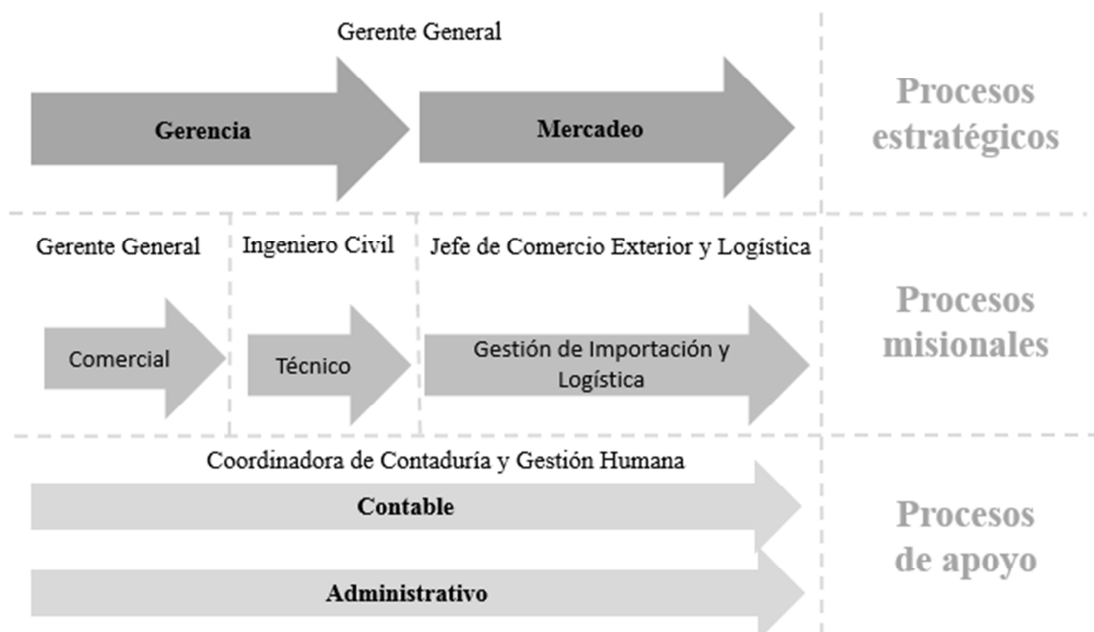 Gerente General
Gerencia
Mercadeo
Procesos
estratégicos
Gerente General
Ingeniero Civil
Jefe de Comercio Exterior y Logística
Comercial
Técnico
Gestión de Importación y
Logística
Procesos
misionales
Coordinadora de Contaduría y Gestión Humana
Contable
Administrativo
Procesos
de apoyo